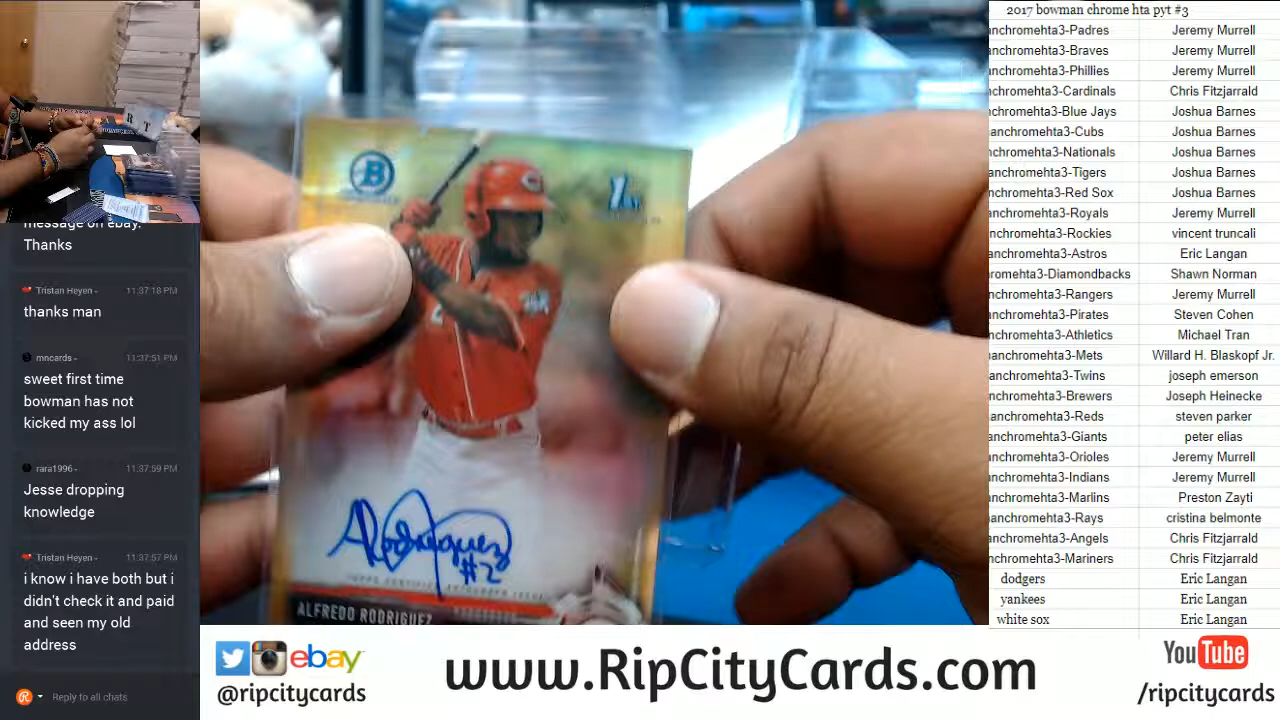 message on ebay.
Thanks
Tristan Heyen - 11:37:18 PM
thanks man
mncards - 11:37:51 PM
sweet first time
bowman has not
kicked my ass lol
rara1996 - 11:37:59 PM
Jesse dropping
knowledge
Tristan Heyen - 11:37:57 PM
i know i have both but i
didn't check it and paid
and seen my old
address
Reply to all chats
B
1st
C
ARodriguez
#2
TOPPS CERTIFIED AUTOGRAPH ISSUE
ALFREDO RODRIGUEZ
2017 bowman chrome hta pyt #3
anchromehta3-Padres Jeremy Murrell
anchromehta3-Braves Jeremy Murrell
anchromehta3-Phillies Jeremy Murrell
anchromehta3-Cardinals Chris Fitzjarrald
nchromehta3-Blue Jays Joshua Barnes
anchromehta3-Cubs Joshua Barnes
nchromehta3-Nationals Joshua Barnes
anchromehta3-Tigers Joshua Barnes
nchromehta3-Red Sox Joshua Barnes
anchromehta3-Royals Jeremy Murrell
nchromehta3-Rockies vincent truncali
anchromehta3-Astros Eric Langan
romehta3-Diamondbacks Shawn Norman
nchromehta3-Rangers Jeremy Murrell
anchromehta3-Pirates Steven Cohen
nchromehta3-Athletics Michael Tran
anchromehta3-Mets Willard H. Blaskopf Jr.
anchromehta3-Twins joseph emerson
nchromehta3-Brewers Joseph Heinecke
anchromehta3-Reds steven parker
anchromehta3-Giants peter elias
nchromehta3-Orioles Jeremy Murrell
anchromehta3-Indians Jeremy Murrell
anchromehta3-Marlins Preston Zayti
anchromehta3-Rays cristina belmonte
anchromehta3-Angels Chris Fitzjarrald
nchromehta3-Mariners Chris Fitzjarrald
dodgers Eric Langan
yankees Eric Langan
white sox Eric Langan
ebay
@ripcitycards
www.RipCityCards.com
YouTube
/ripcitycards